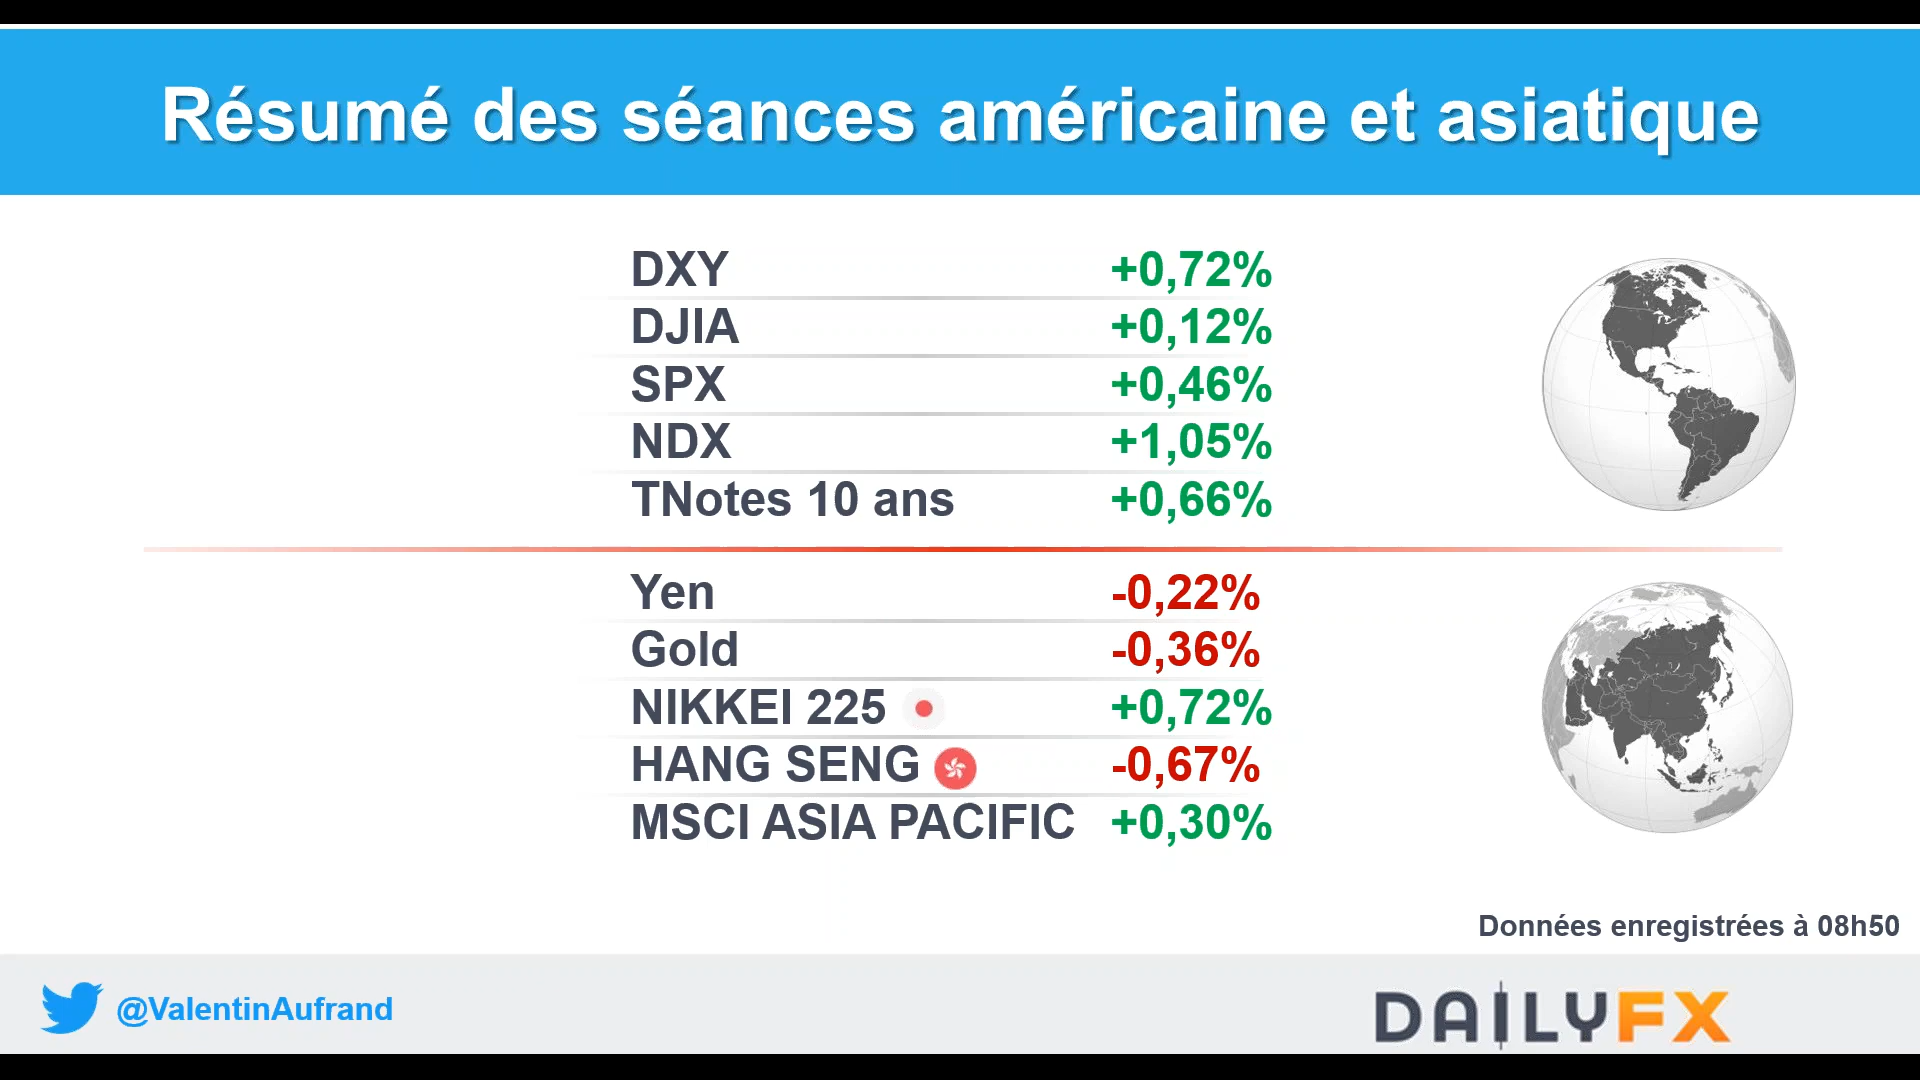 Résumé des séances américaine et asiatique
DXY +0,72%
DJIA +0,12%
SPX +0,46%
NDX +1,05%
TNotes 10 ans +0,66%
Yen -0,22%
Gold -0,36%
NIKKEI 225 +0,72%
HANG SENG -0,67%
MSCI ASIA PACIFIC +0,30%
Données enregistrées à 08h50
@ValentinAufrand
DAILYFX